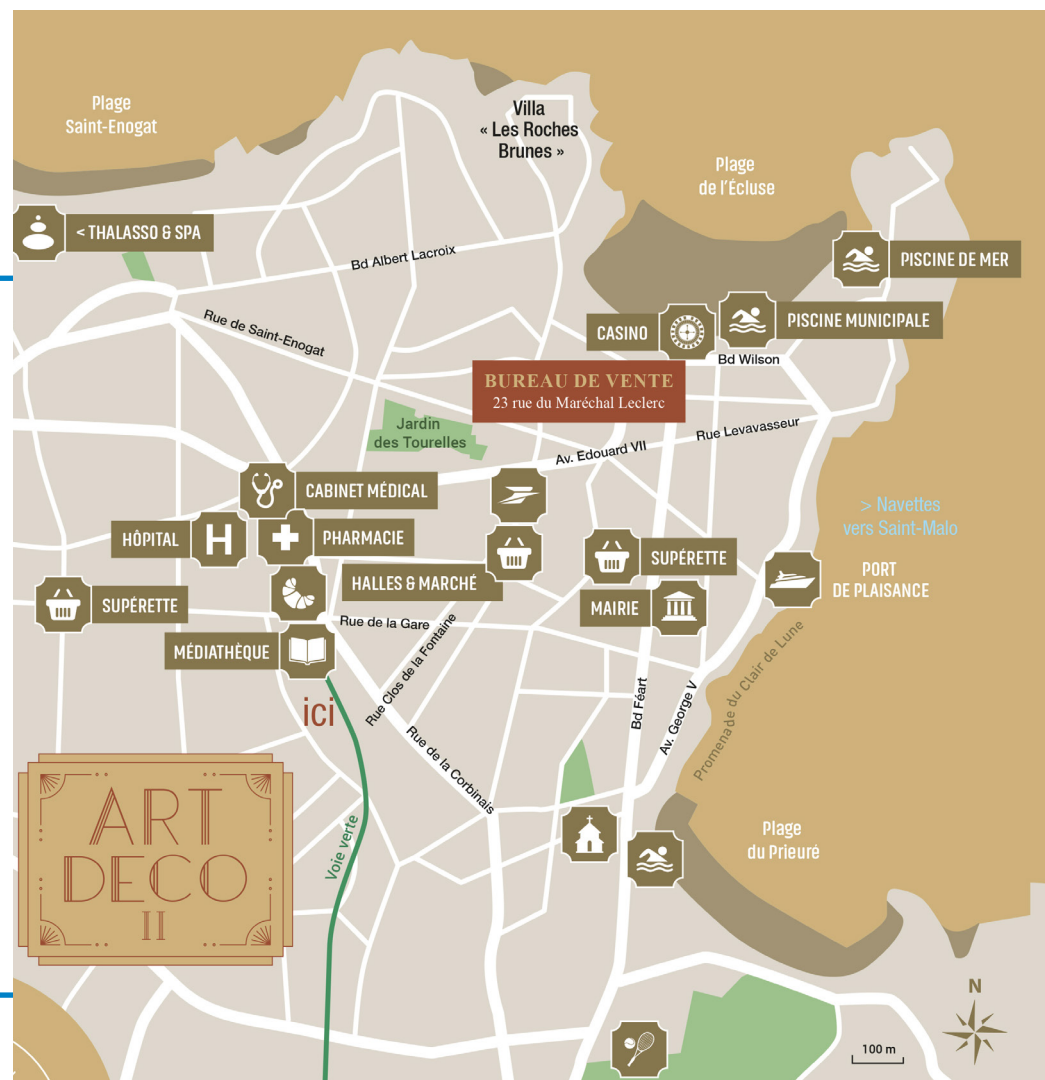 Plage
Saint-Enogat
Villa
« Les Roches
Brunes »
Plage
de l'Écluse
< THALASSO & SPA
Bd Albert Lacroix
PISCINE DE MER
Rue de Saint-Enogat
CASINO
PISCINE MUNICIPALE
Bd Wilson
BUREAU DE VENTE
23 rue du Maréchal Leclerc
Jardin
des Tourelles
Av. Edouard VII
Rue Levavasseur
CABINET MÉDICAL
> Navettes
vers Saint-Malo
HÔPITAL
H
PHARMACIE
HALLES & MARCHÉ
SUPÉRETTE
PORT
DE PLAISANCE
SUPÉRETTE
MAIRIE
Rue de la Gare
MÉDIATHÈQUE
Rue Clos de la Fontaine
ici
Bd Féart
Av. George V
Promenade du Clair de Lune
Rue de la Corbinais
ART
DECO
II
Voie verte
Plage
du Prieuré
N
100 m